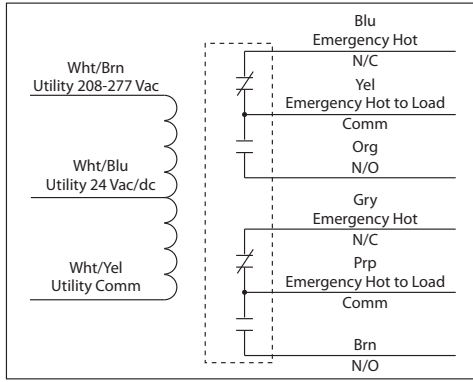 Wht/Brn
Utility 208-277 Vac
Wht/Blu
Utility 24 Vac/dc
Wht/Yel
Utility Comm
Blu
Emergency Hot
N/C
Yel
Emergency Hot to Load
Comm
Org
N/O
Gry
Emergency Hot
N/C
Prp
Emergency Hot to Load
Comm
Brn
N/O